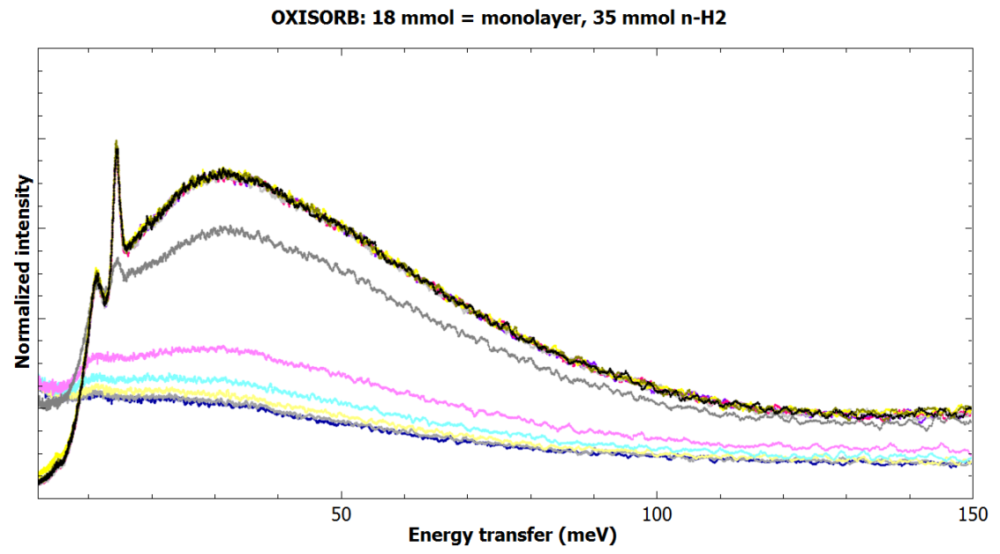 OXISORB: 18 mmol = monolayer, 35 mmol n-H2
Normalized intensity
50
100
150
Energy transfer (meV)